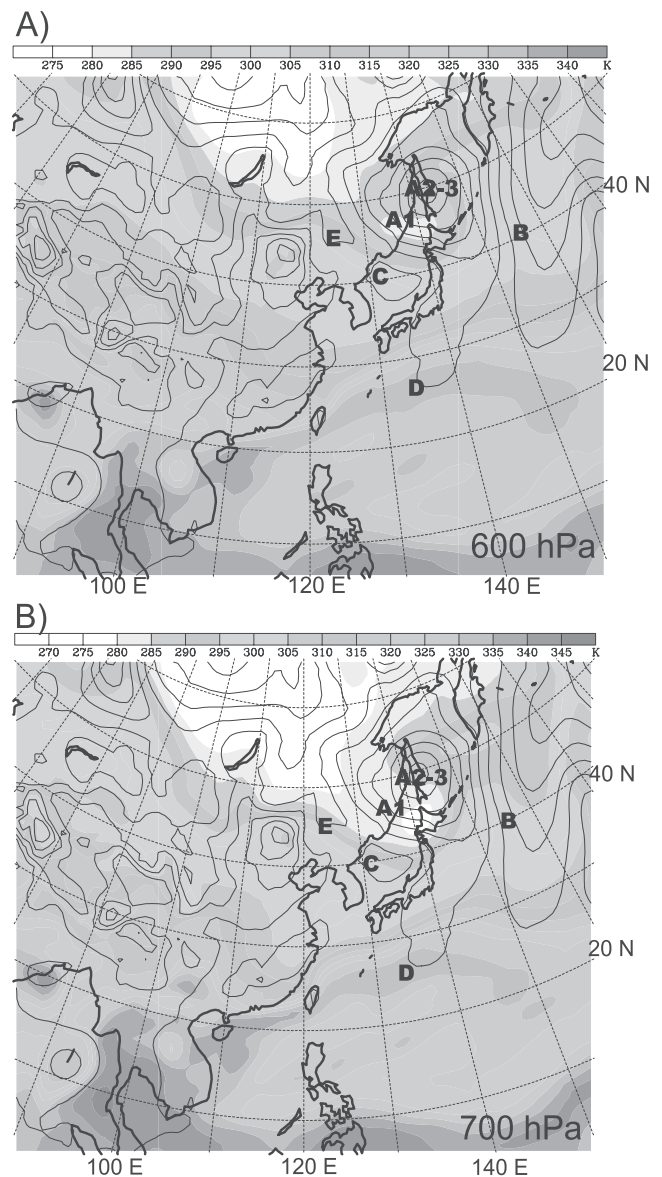 A)
275 280 285 290 295 300 305 310 315 320 325 330 335 340 K
A2-3
40 N
A1
B
E
C
20 N
D
600 hPa
100 E 120 E 140 E
B)
270 275 280 285 290 295 300 305 310 315 320 325 330 335 340 345 K
A2-3
40 N
A1
B
E
C
20 N
D
700 hPa
100 E 120 E 140 E